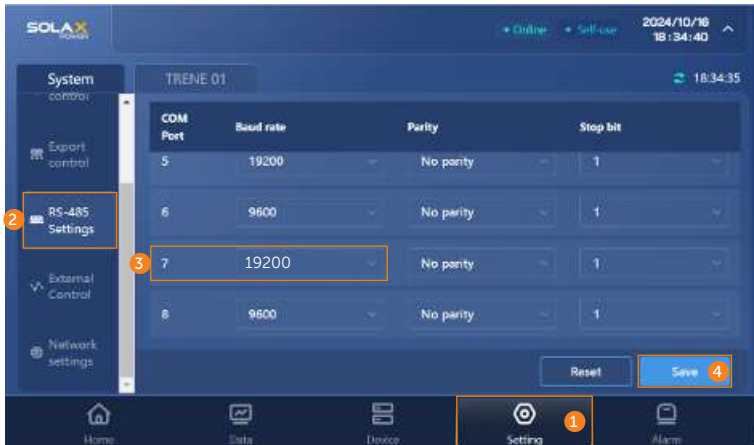 SOLAX
POWER
Online
Self-use
2024/10/16
18:34:40
System
TRENE 01
18:34:35
control
Export
control
2
RS-485
Settings
External
Control
Network
settings
COM
Port
Baud rate
Parity
Stop bit
5 19200 No parity 1
6 9600 No parity 1
3
7 19200 No parity 1
8 9600 No parity 1
Reset
Save 4
Home
Data
Device
Setting
1
Alarm